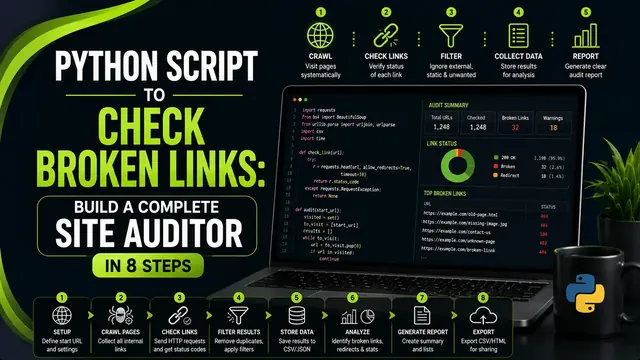 PYTHON SCRIPT
TO
CHECK
BROKEN LINKS:
BUILD A COMPLETE
SITE AUDITOR
IN 8 STEPS
1
CRAWL
Visit pages
systematically
2
CHECK LINKS
Verify status
of each link
3
FILTER
Ignore external,
static & unwanted
4
COLLECT DATA
Store results
for analysis
5
REPORT
Generate clear
audit report
import requests
from bs4 import BeautifulSoup
from urllib.parse import urljoin, urlparse
import csv
import time
def check_link(url):
try:
r = requests.head(url, allow_redirects=True,
timeout=10)
return r.status_code
except requests.RequestException:
return None
def audit(start_url):
visited = set()
to_visit = [start_url]
results = []
while to_visit:
url = to_visit.pop(0)
if url in visited:
continue
AUDIT SUMMARY
Total URLs
1,248
Checked
1,248
Broken Links
32
Warnings
18
LINK STATUS
200 OK
Broken
32 (2.6%)
Redirect
18 (1.4%)
TOP BROKEN LINKS
URL
STATUS
https://example.com/old-page.html
404
https://example.com/missing-image.jpg
https://example.com/contact-us
https://example.com/unknown-page
1
SETUP
Define start URL
and settings
2
CRAWL PAGES
Collect all internal
links
3
CHECK LINKS
Send HTTP requests
and get status codes
4
FILTER RESULTS
Remove duplicates,
apply filters
5
STORE DATA
Save results to
CSV/JSON
6
ANALYZE
Identify broken links,
redirects & stats
7
GENERATE REPORT
Create summary
and lists
8
EXPORT
Export CSV/HTML
for sharing